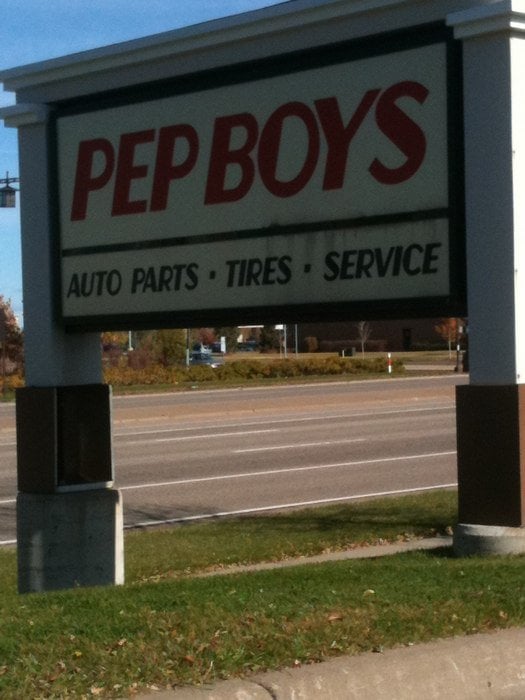 PEP BOYS
AUTO PARTS · TIRES · SERVICE